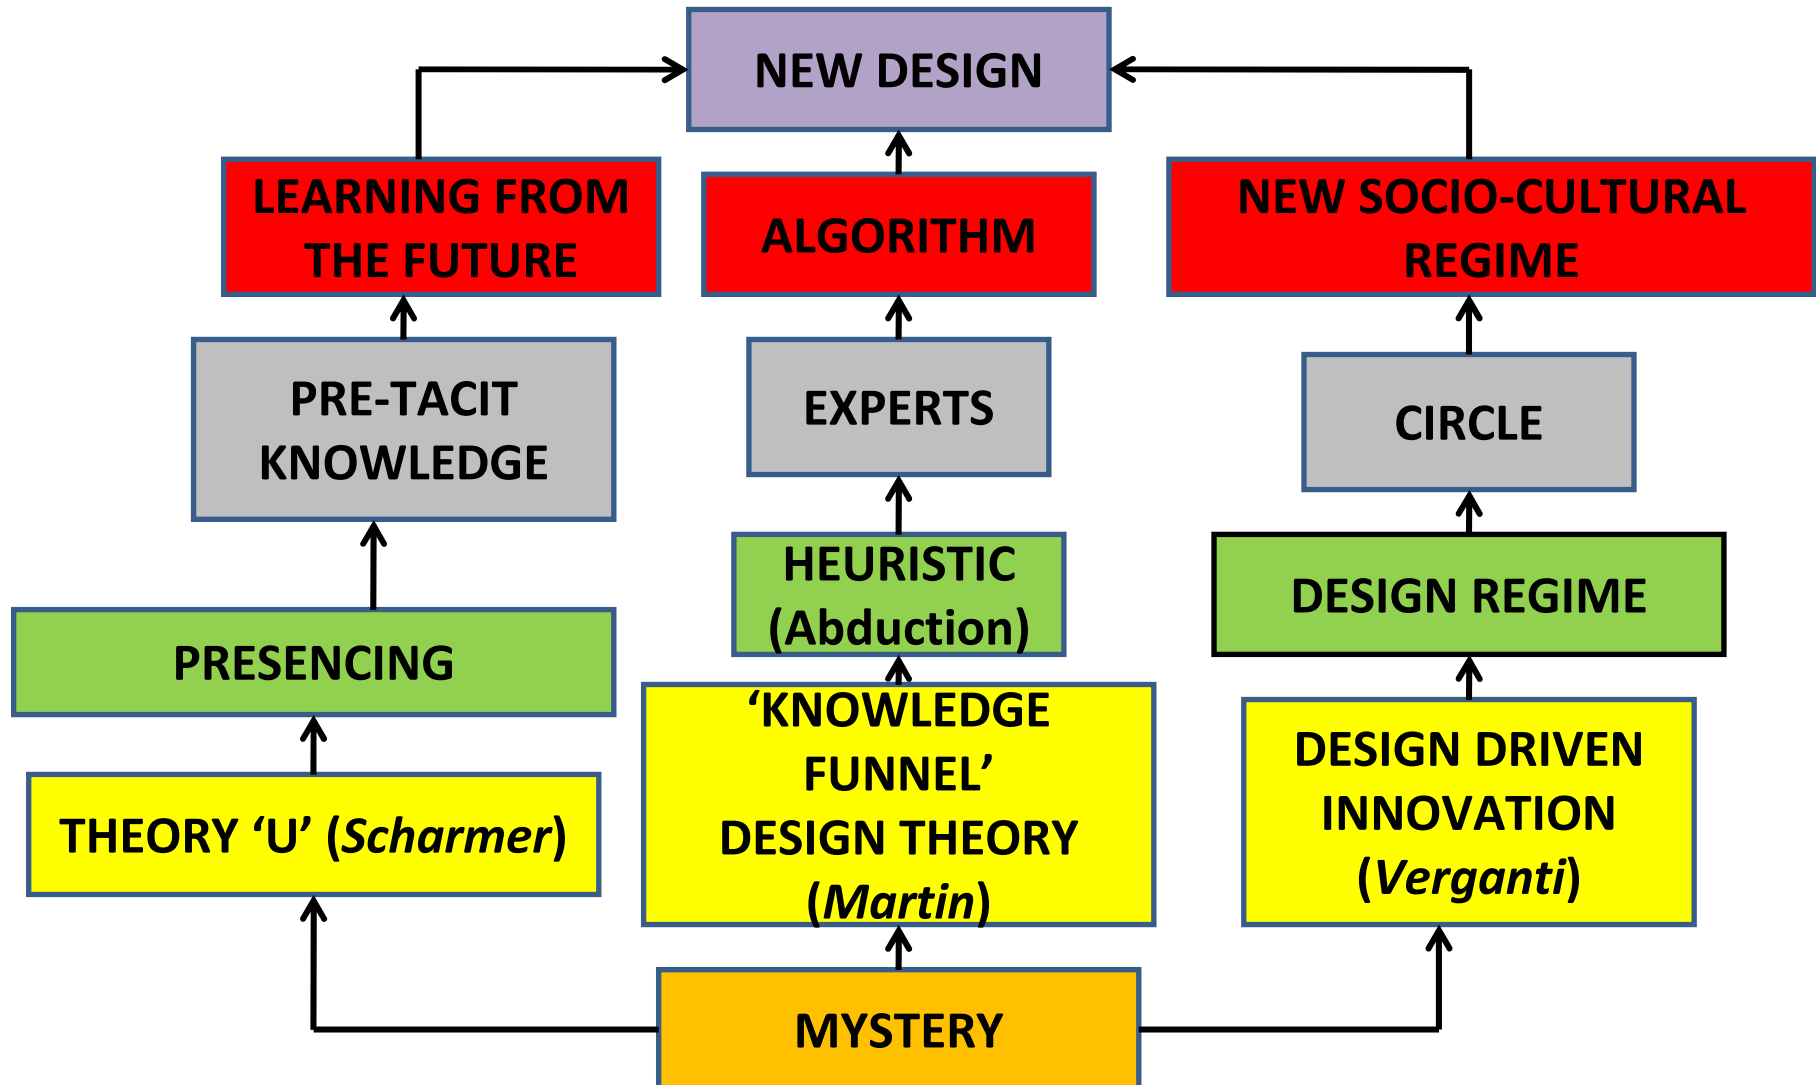 NEW DESIGN
LEARNING FROM
THE FUTURE
ALGORITHM
NEW SOCIO-CULTURAL
REGIME
PRE-TACIT
KNOWLEDGE
EXPERTS
CIRCLE
HEURISTIC
(Abduction)
DESIGN REGIME
PRESENCING
‘KNOWLEDGE
FUNNEL’
DESIGN THEORY
(Martin)
DESIGN DRIVEN
INNOVATION
(Verganti)
THEORY ‘U’ (Scharmer)
MYSTERY